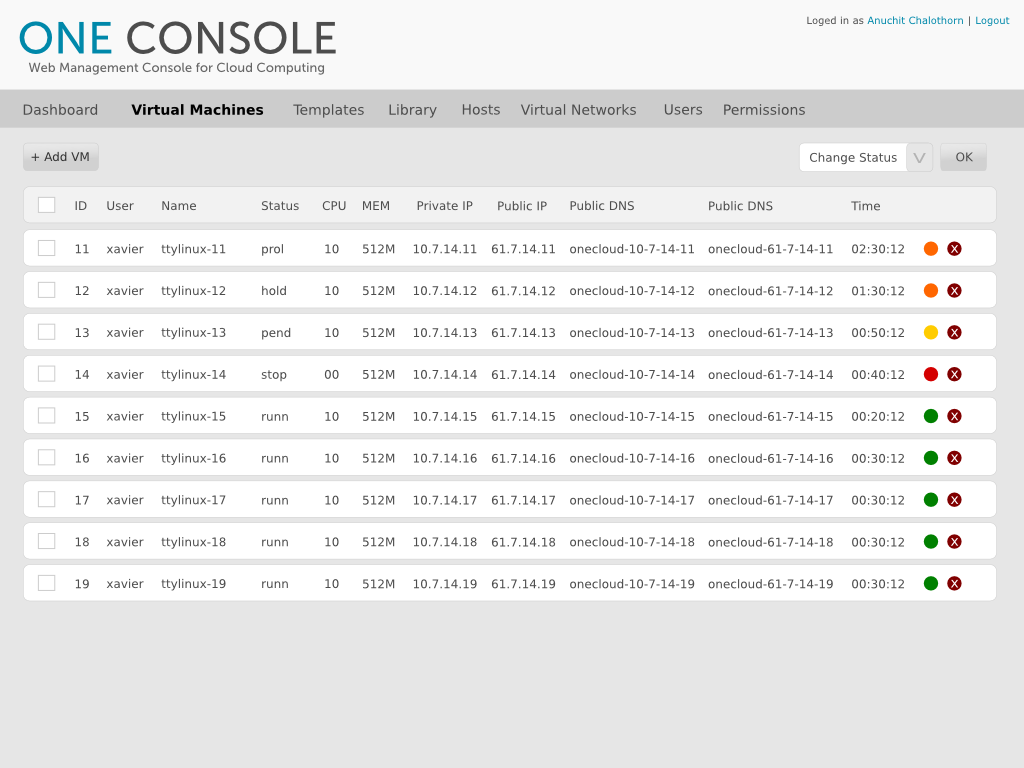 ONE CONSOLE
Web Management Console for Cloud Computing
Loged in as Anuchit Chalothorn | Logout
Dashboard Virtual Machines Templates Library Hosts Virtual Networks Users Permissions
+ Add VM Change Status V OK
ID User Name Status CPU MEM Private IP Public IP Public DNS Public DNS Time
11 xavier ttylinux-11 prol 10 512M 10.7.14.11 61.7.14.11 onecloud-10-7-14-11 onecloud-61-7-14-11 02:30:12 X
12 xavier ttylinux-12 hold 10 512M 10.7.14.12 61.7.14.12 onecloud-10-7-14-12 onecloud-61-7-14-12 01:30:12 X
13 xavier ttylinux-13 pend 10 512M 10.7.14.13 61.7.14.13 onecloud-10-7-14-13 onecloud-61-7-14-13 00:50:12 X
14 xavier ttylinux-14 stop 00 512M 10.7.14.14 61.7.14.14 onecloud-10-7-14-14 onecloud-61-7-14-14 00:40:12 X
15 xavier ttylinux-15 runn 10 512M 10.7.14.15 61.7.14.15 onecloud-10-7-14-15 onecloud-61-7-14-15 00:20:12 X
16 xavier ttylinux-16 runn 10 512M 10.7.14.16 61.7.14.16 onecloud-10-7-14-16 onecloud-61-7-14-16 00:30:12 X
17 xavier ttylinux-17 runn 10 512M 10.7.14.17 61.7.14.17 onecloud-10-7-14-17 onecloud-61-7-14-17 00:30:12 X
18 xavier ttylinux-18 runn 10 512M 10.7.14.18 61.7.14.18 onecloud-10-7-14-18 onecloud-61-7-14-18 00:30:12 X
19 xavier ttylinux-19 runn 10 512M 10.7.14.19 61.7.14.19 onecloud-10-7-14-19 onecloud-61-7-14-19 00:30:12 X